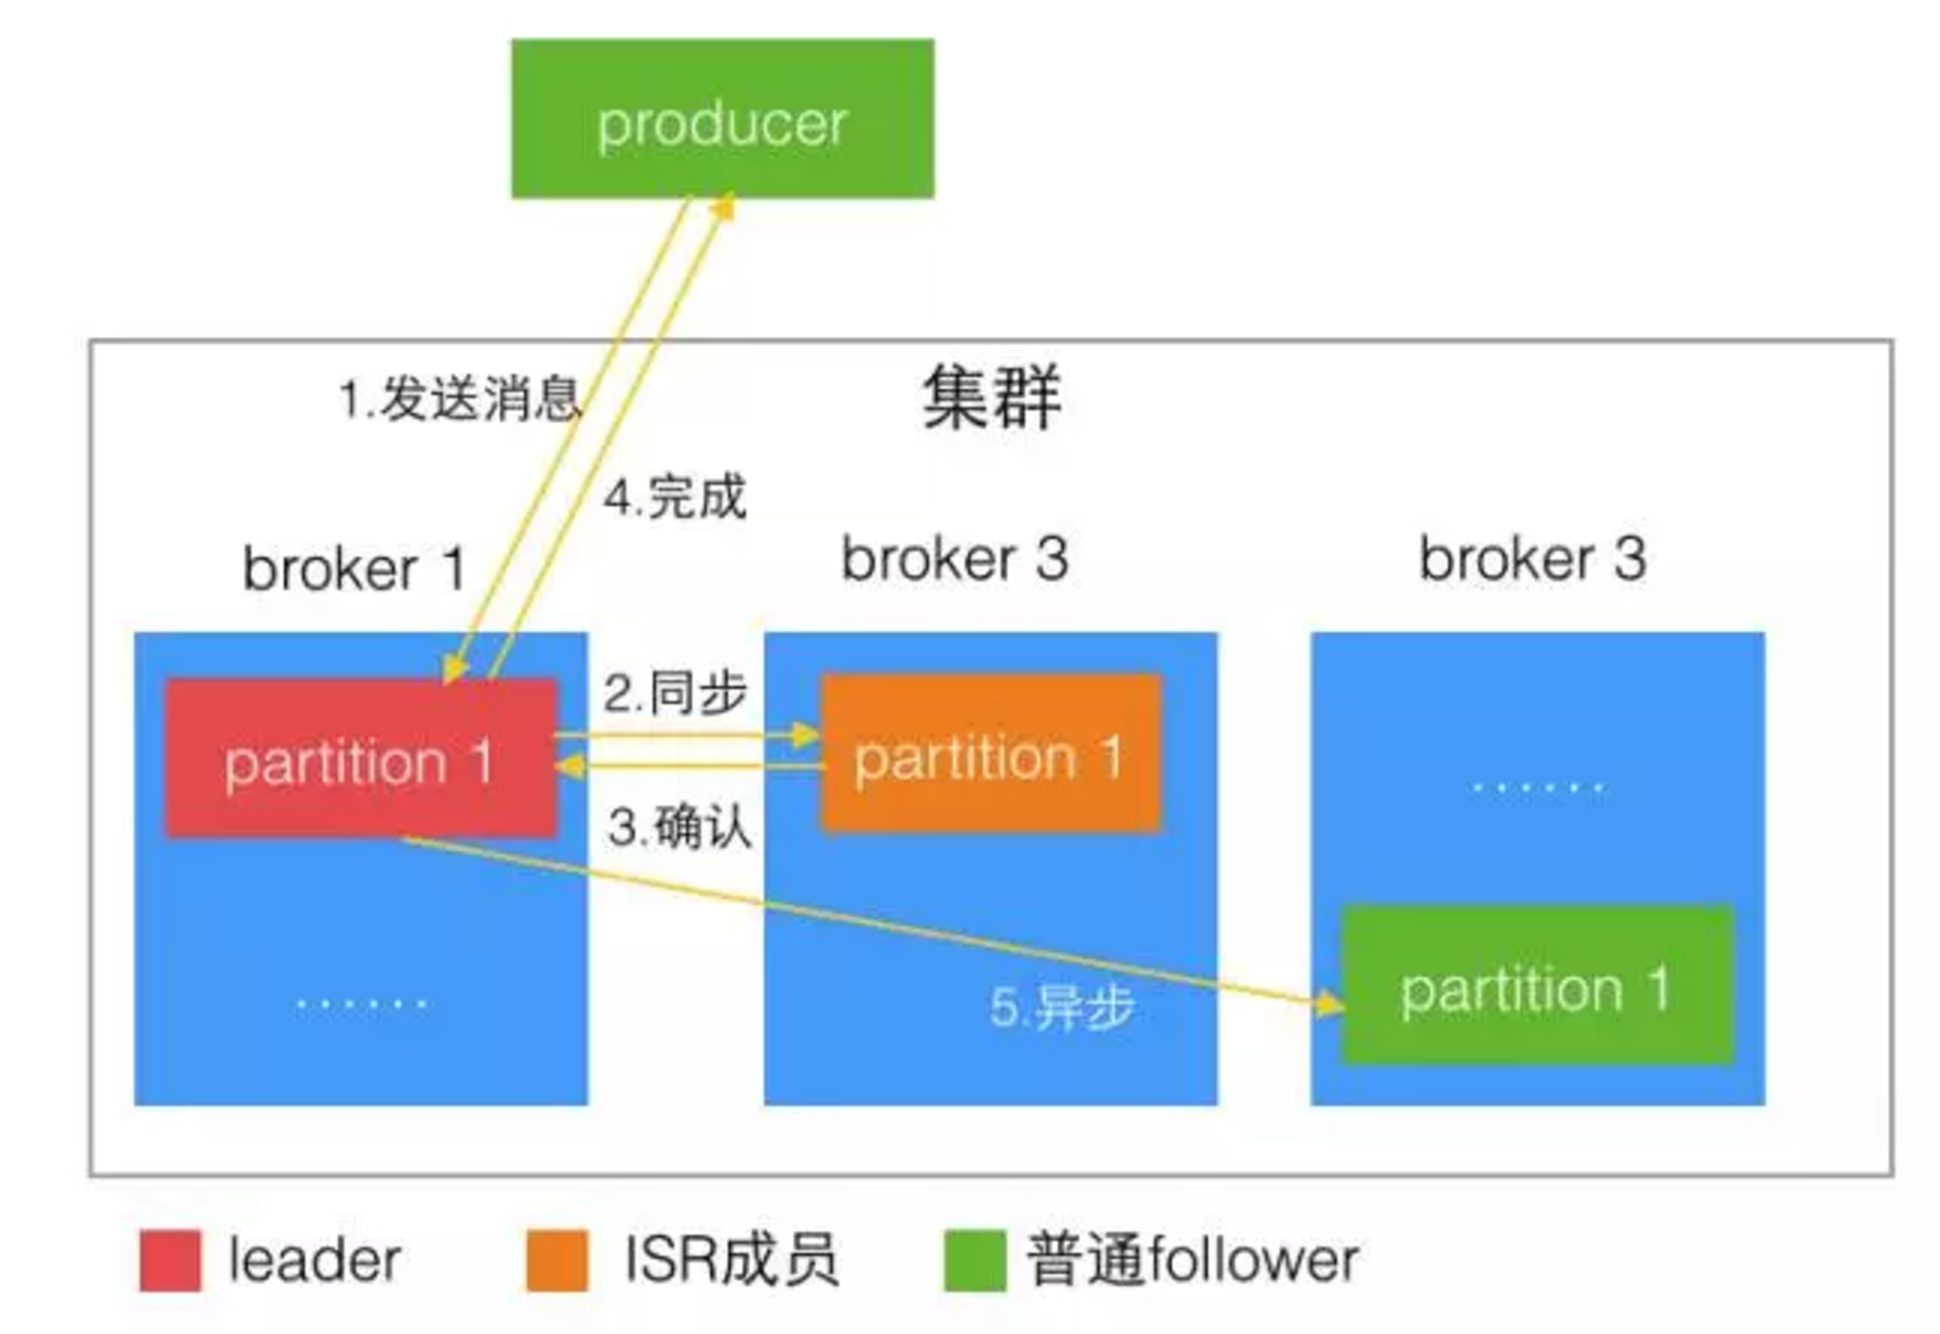 producer
1.发送消息
集群
4.完成
broker 1
broker 3
broker 3
2.同步
partition 1
partition 1
......
3.确认
......
5.异步
partition 1
leader
ISR成员
普通follower